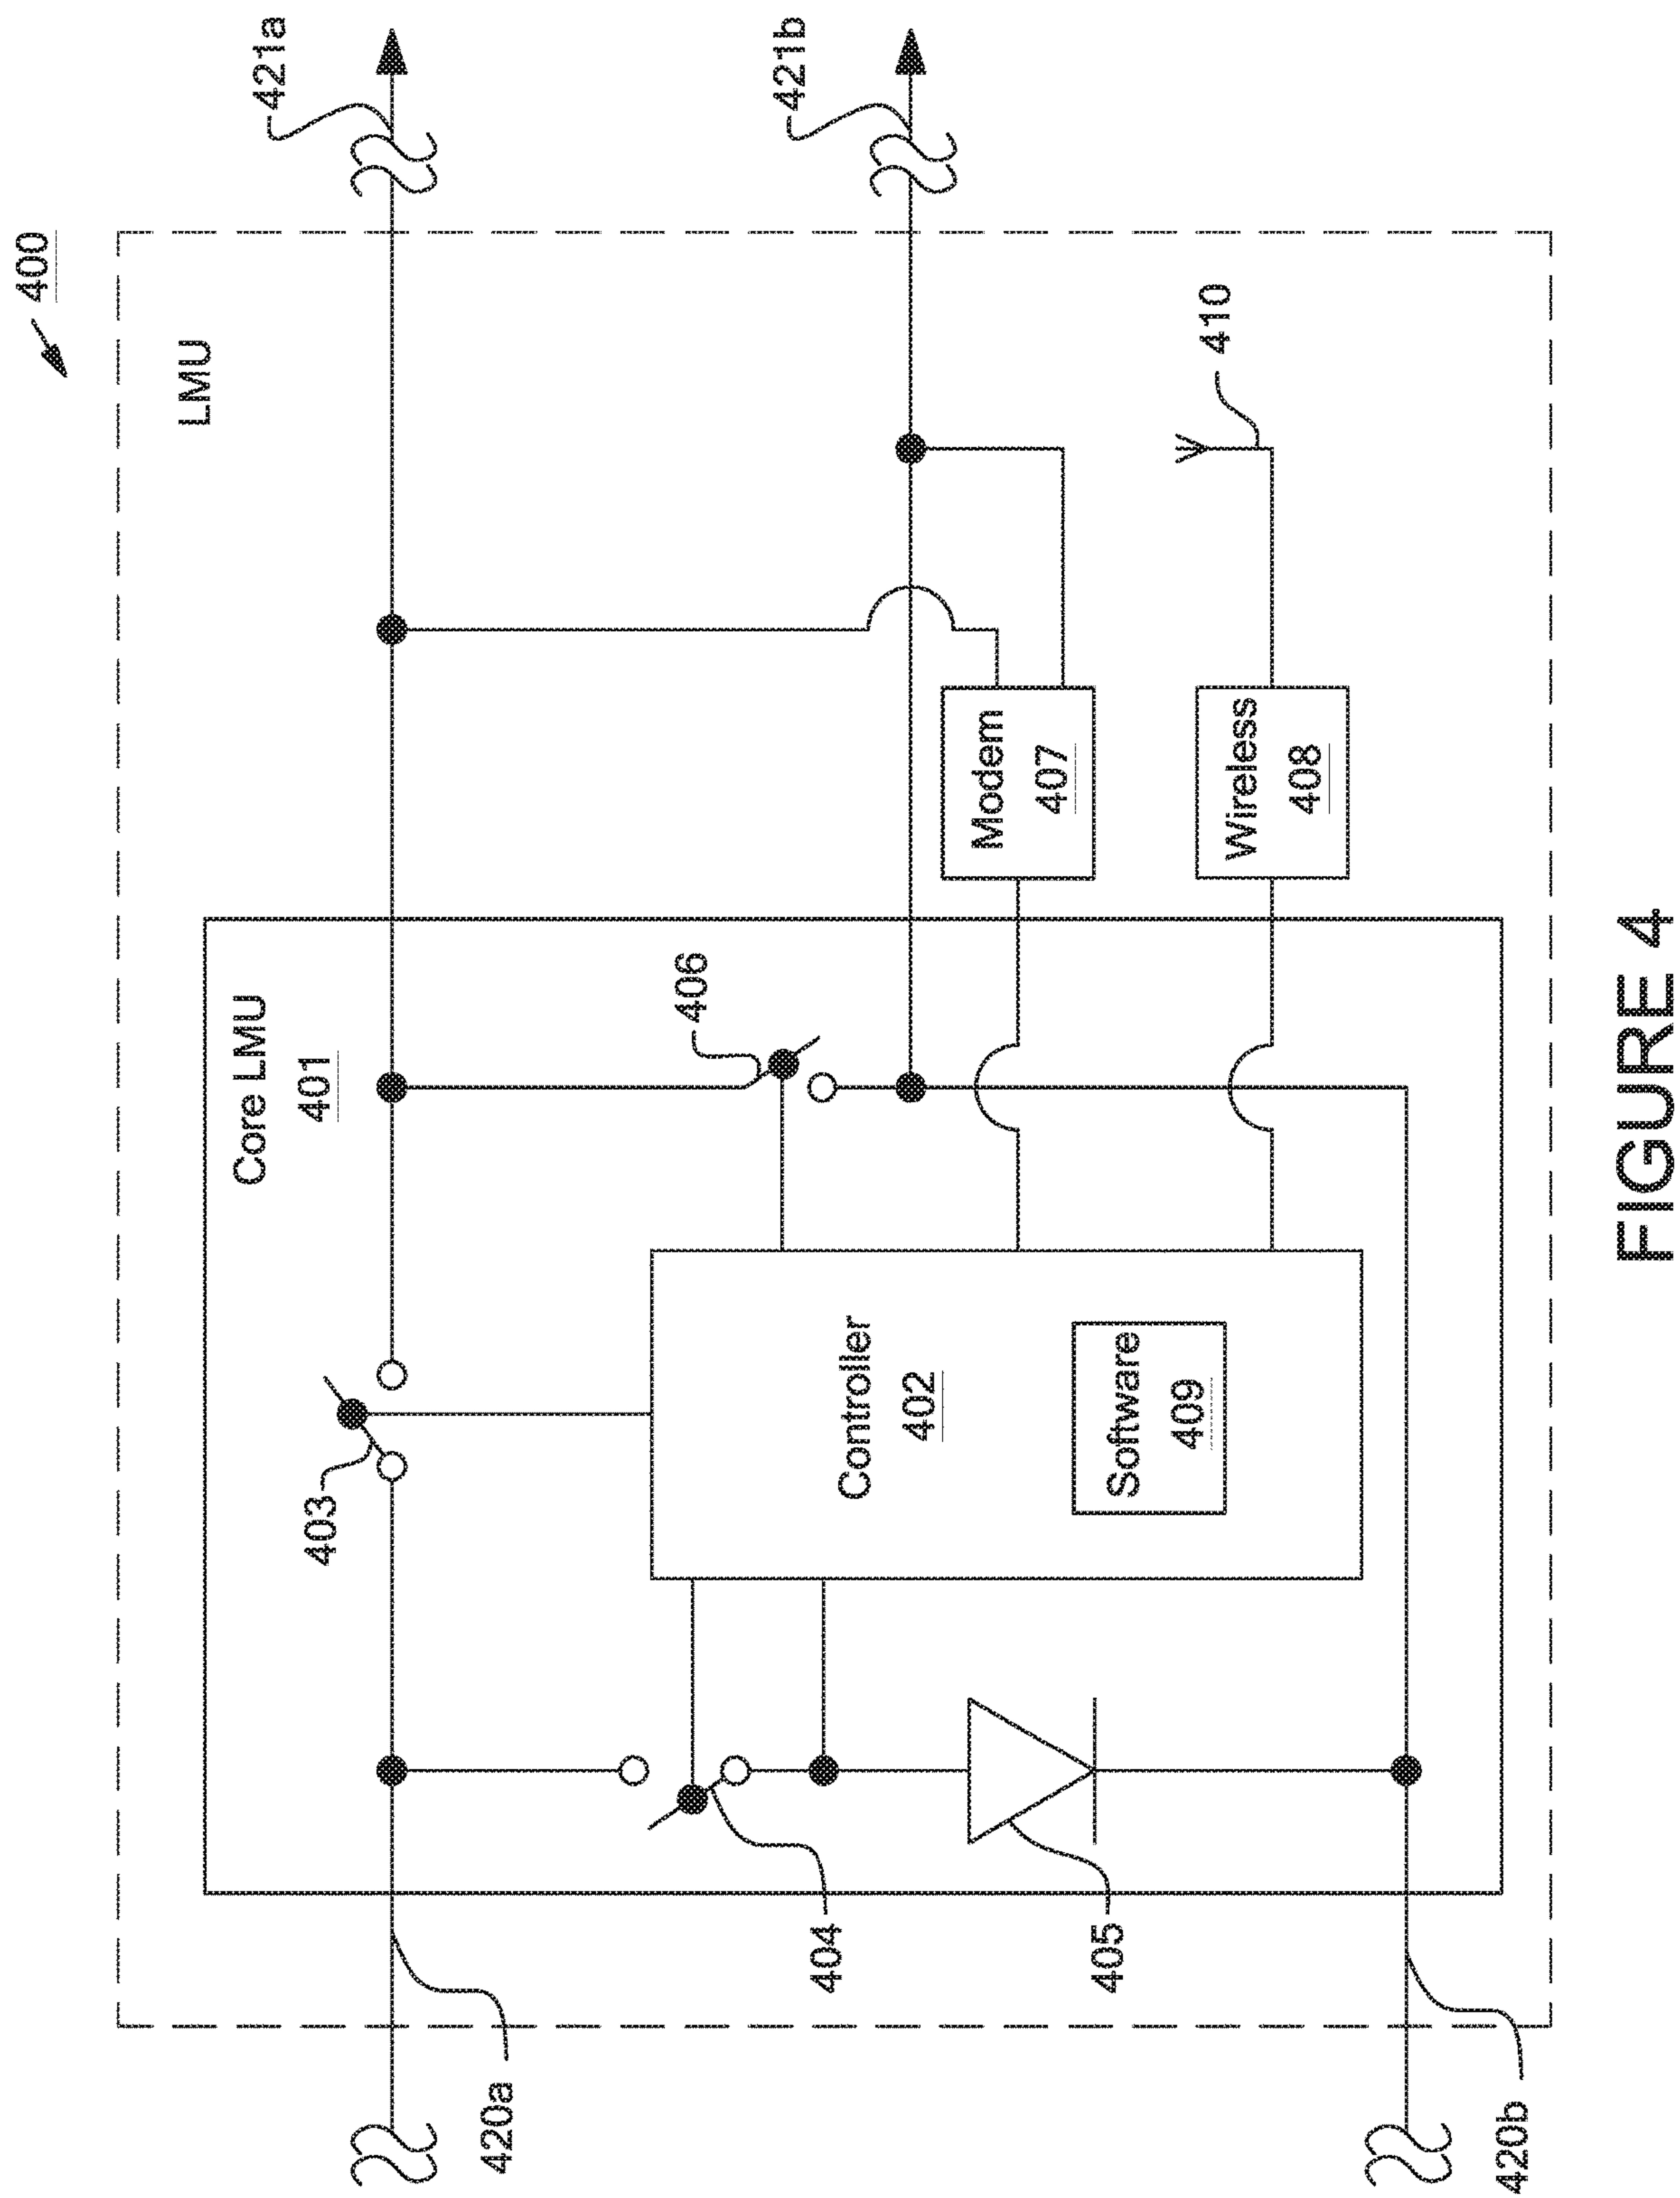 400
LMU
421a
421b
Core LMU
401
403
406
410
Controller
402
Software
409
Modem
407
Wireless
408
404
405
420a
420b
FIGURE 4